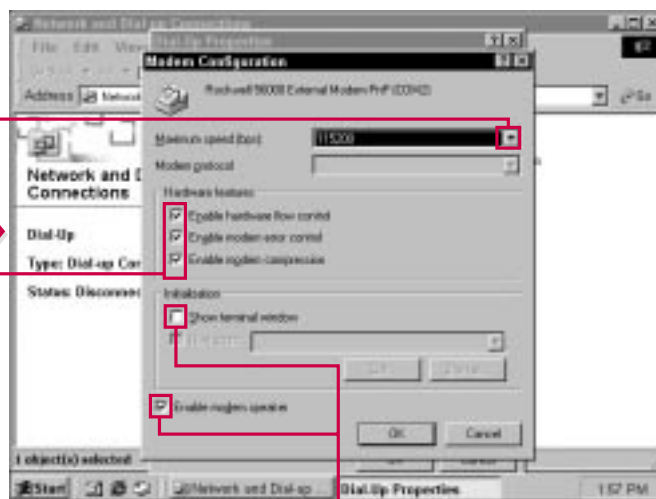 Network and Dial-up Connections
File Edit View
Dial-Up Properties
Modem Configuration
Address Network
Go
Rockwell 56000 External Modem PnP (COM2)
Maximum speed (bps): 115200
Modem protocol
Hardware features
Enable hardware flow control
Enable modem error control
Enable modem compression
Initialization
Show terminal window
Enable modem speaker
OK Cancel
Network and D
Connections
Dial-Up
Type: Dial-up Con
Status: Disconnec
1 object(s) selected
Start Network and Dial-up Dial-Up Properties 1:57 PM